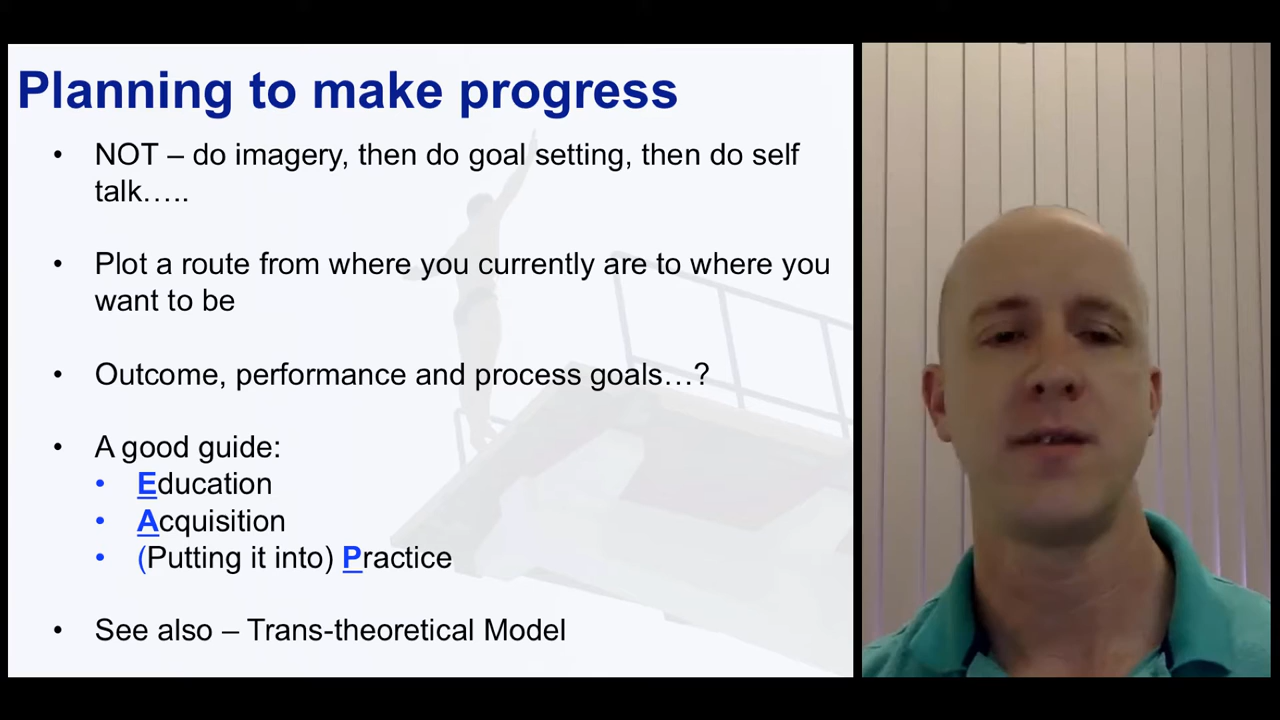 Planning to make progress
• NOT – do imagery, then do goal setting, then do self
talk…..
• Plot a route from where you currently are to where you
want to be
• Outcome, performance and process goals…?
• A good guide:
• Education
• Acquisition
• (Putting it into) Practice
• See also – Trans-theoretical Model